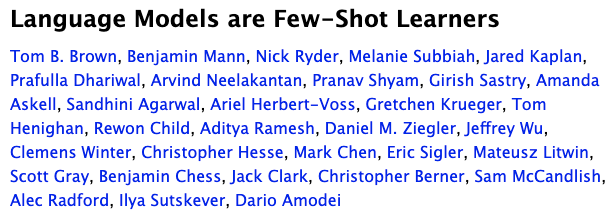 Language Models are Few-Shot Learners
Tom B. Brown, Benjamin Mann, Nick Ryder, Melanie Subbiah, Jared Kaplan,
Prafulla Dhariwal, Arvind Neelakantan, Pranav Shyam, Girish Sastry, Amanda
Askell, Sandhini Agarwal, Ariel Herbert-Voss, Gretchen Krueger, Tom
Henighan, Rewon Child, Aditya Ramesh, Daniel M. Ziegler, Jeffrey Wu,
Clemens Winter, Christopher Hesse, Mark Chen, Eric Sigler, Mateusz Litwin,
Scott Gray, Benjamin Chess, Jack Clark, Christopher Berner, Sam McCandlish,
Alec Radford, Ilya Sutskever, Dario Amodei